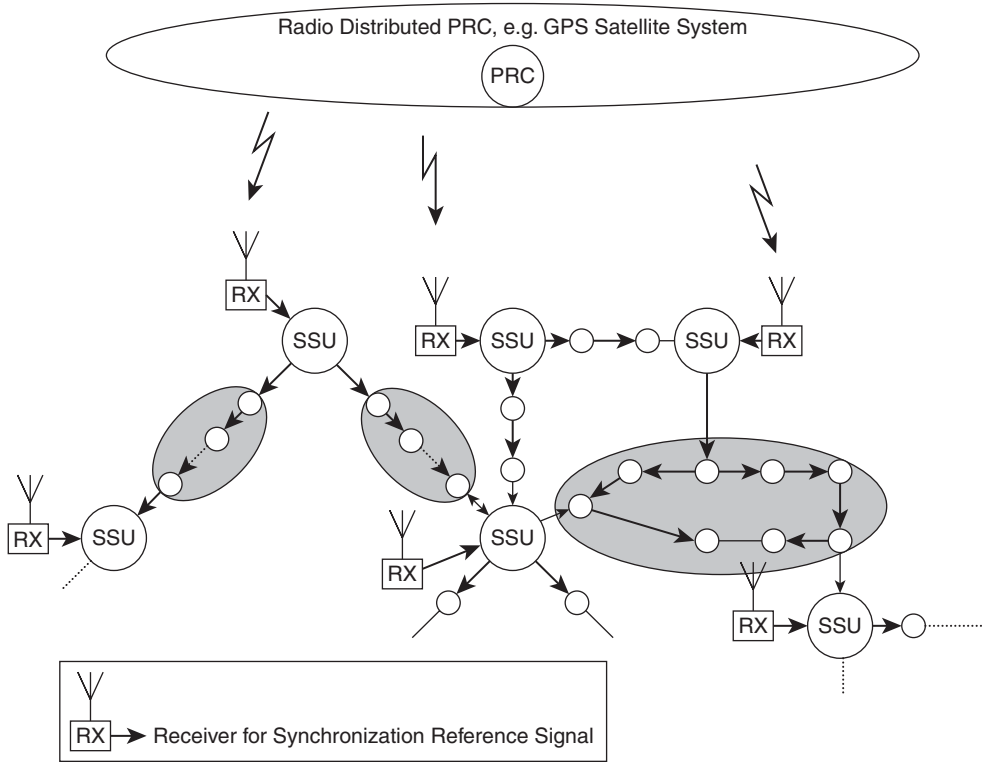 Radio Distributed PRC, e.g. GPS Satellite System
PRC
RX
SSU
RX
SSU
SSU
RX
RX
SSU
RX
SSU
RX
SSU
RX
Receiver for Synchronization Reference Signal